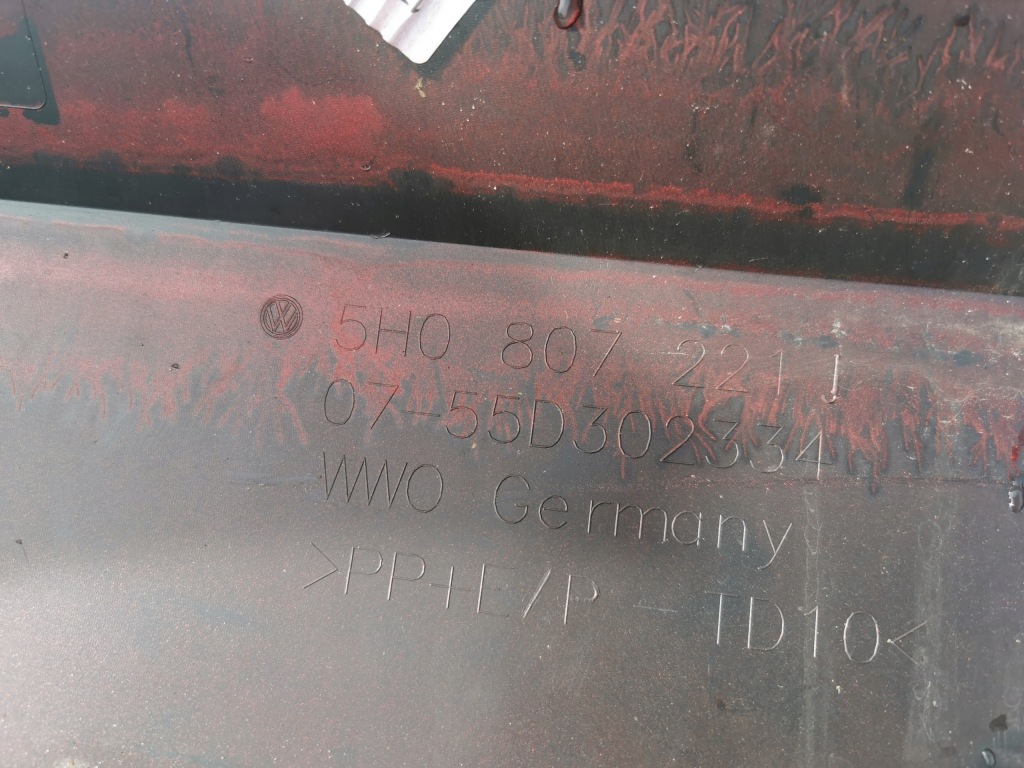 5H0 807 221 J
07-55D302334
WWO Germany
>PP+E/P - TD10<